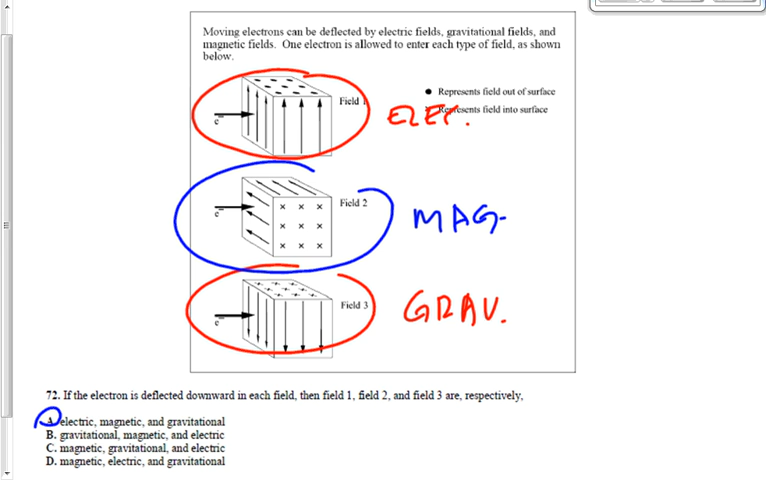 Moving electrons can be deflected by electric fields, gravitational fields, and
magnetic fields. One electron is allowed to enter each type of field, as shown
below.
Field 1
● Represents field out of surface
× Represents field into surface
e⁻
ELEC.
Field 2
e⁻
MAG.
Field 3
e⁻
GRAV.
72. If the electron is deflected downward in each field, then field 1, field 2, and field 3 are, respectively,
A. electric, magnetic, and gravitational
B. gravitational, magnetic, and electric
C. magnetic, gravitational, and electric
D. magnetic, electric, and gravitational